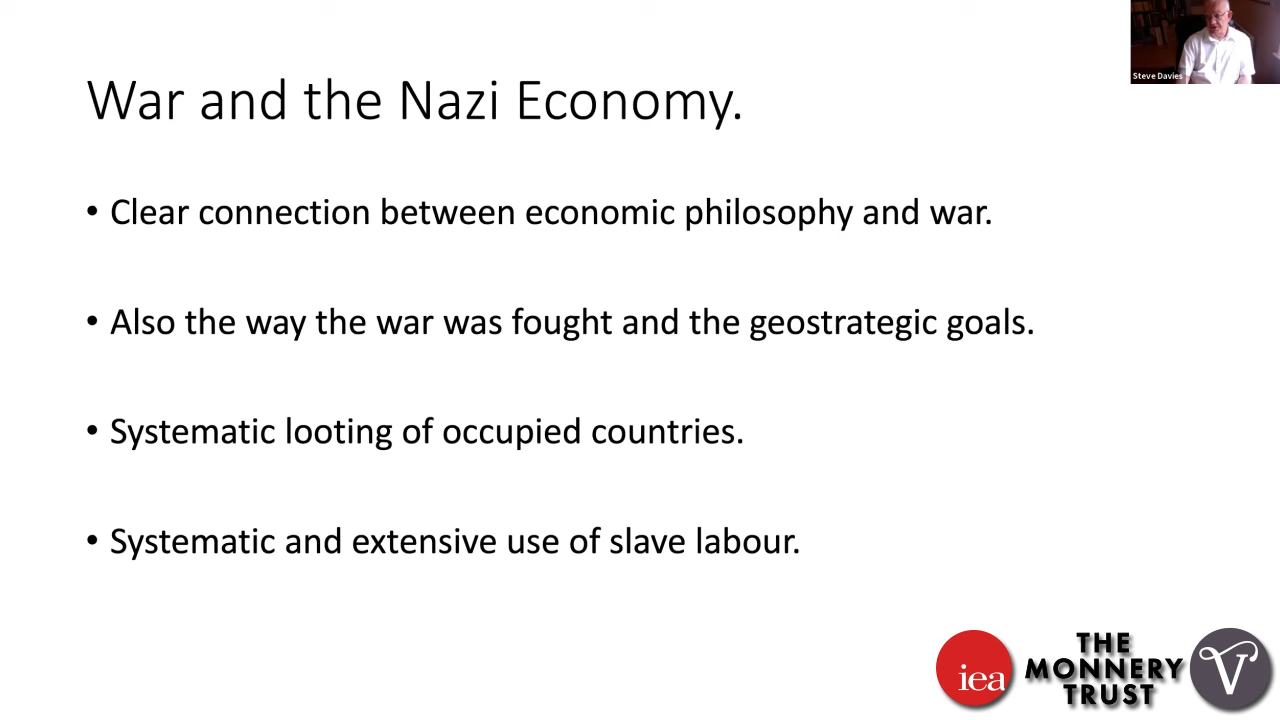 Steve Davies
War and the Nazi Economy.
• Clear connection between economic philosophy and war.
• Also the way the war was fought and the geostrategic goals.
• Systematic looting of occupied countries.
• Systematic and extensive use of slave labour.
iea
THE
MONNERY
TRUST
V